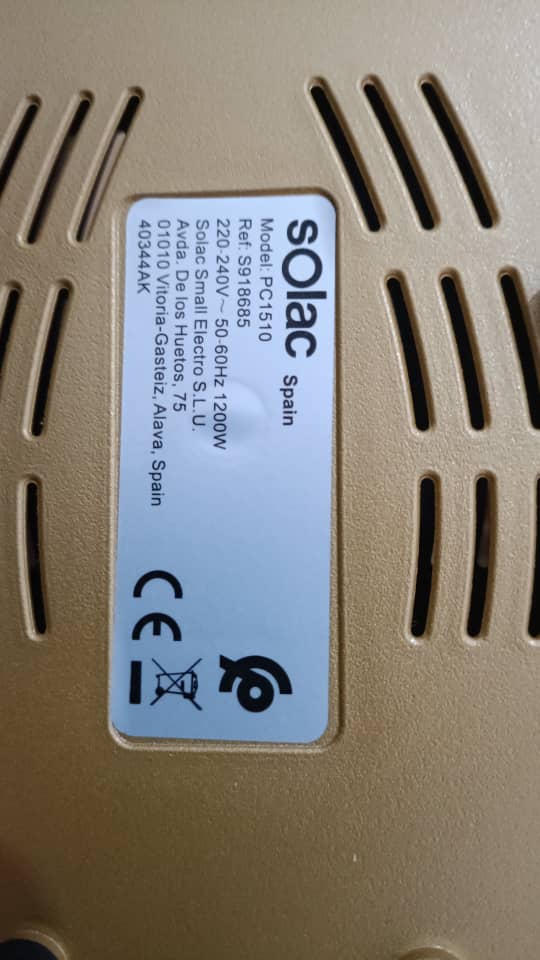 solac Spain
Model: PC1510
Ref: S918685
220-240V~ 50-60Hz 1200W
Solac Small Electro S.L.U.
Avda. De los Huetos, 75
01010 Vitoria-Gasteiz, Alava, Spain
40344AK
CE